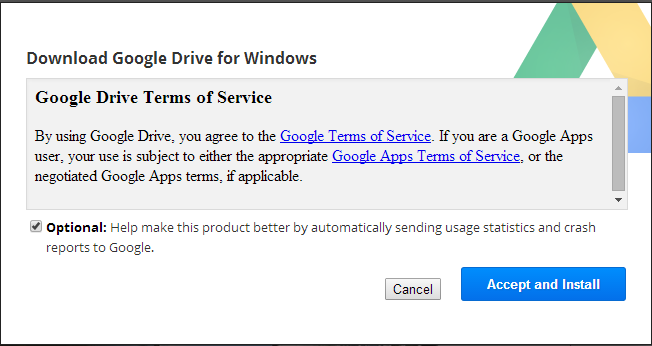 Download Google Drive for Windows
Google Drive Terms of Service
By using Google Drive, you agree to the Google Terms of Service. If you are a Google Apps
user, your use is subject to either the appropriate Google Apps Terms of Service, or the
negotiated Google Apps terms, if applicable.
Optional: Help make this product better by automatically sending usage statistics and crash
reports to Google.
Cancel
Accept and Install